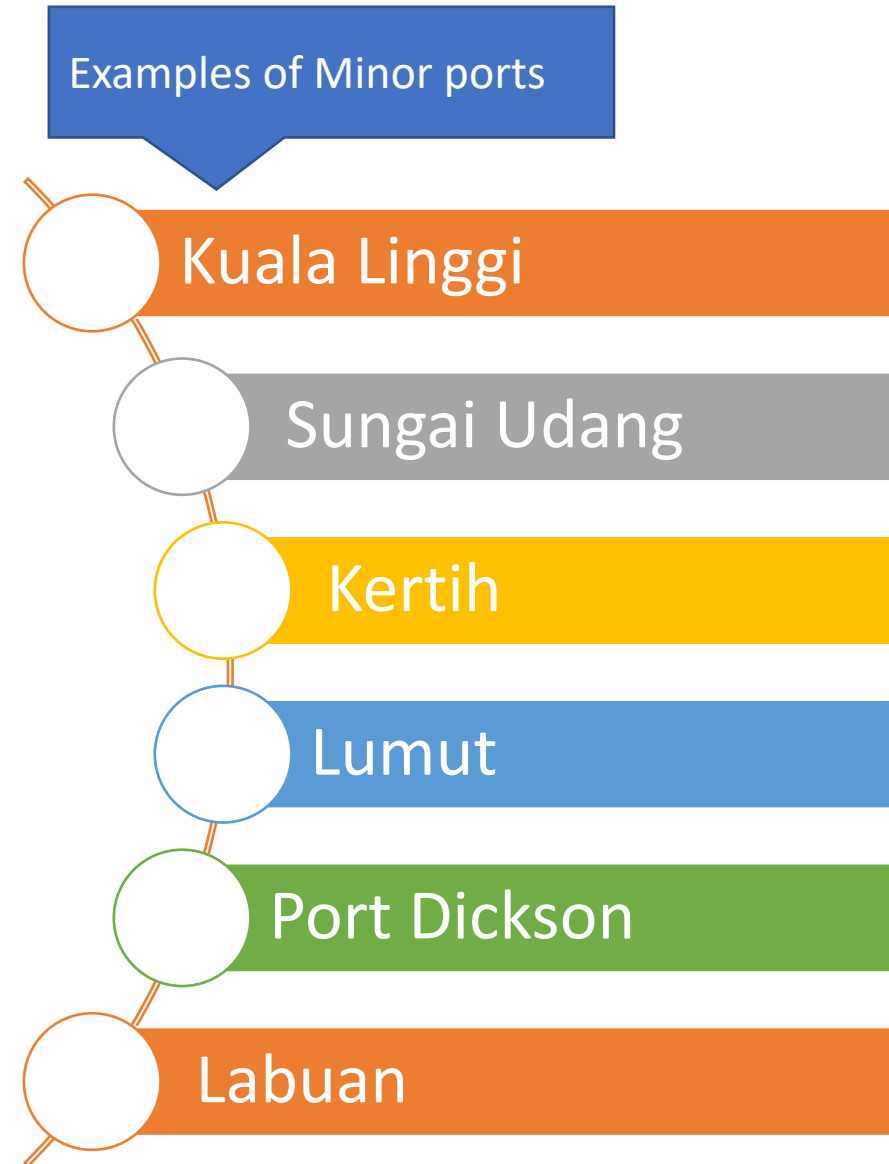 Examples of Minor ports
Kuala Linggi
Sungai Udang
Kertih
Lumut
Port Dickson
Labuan